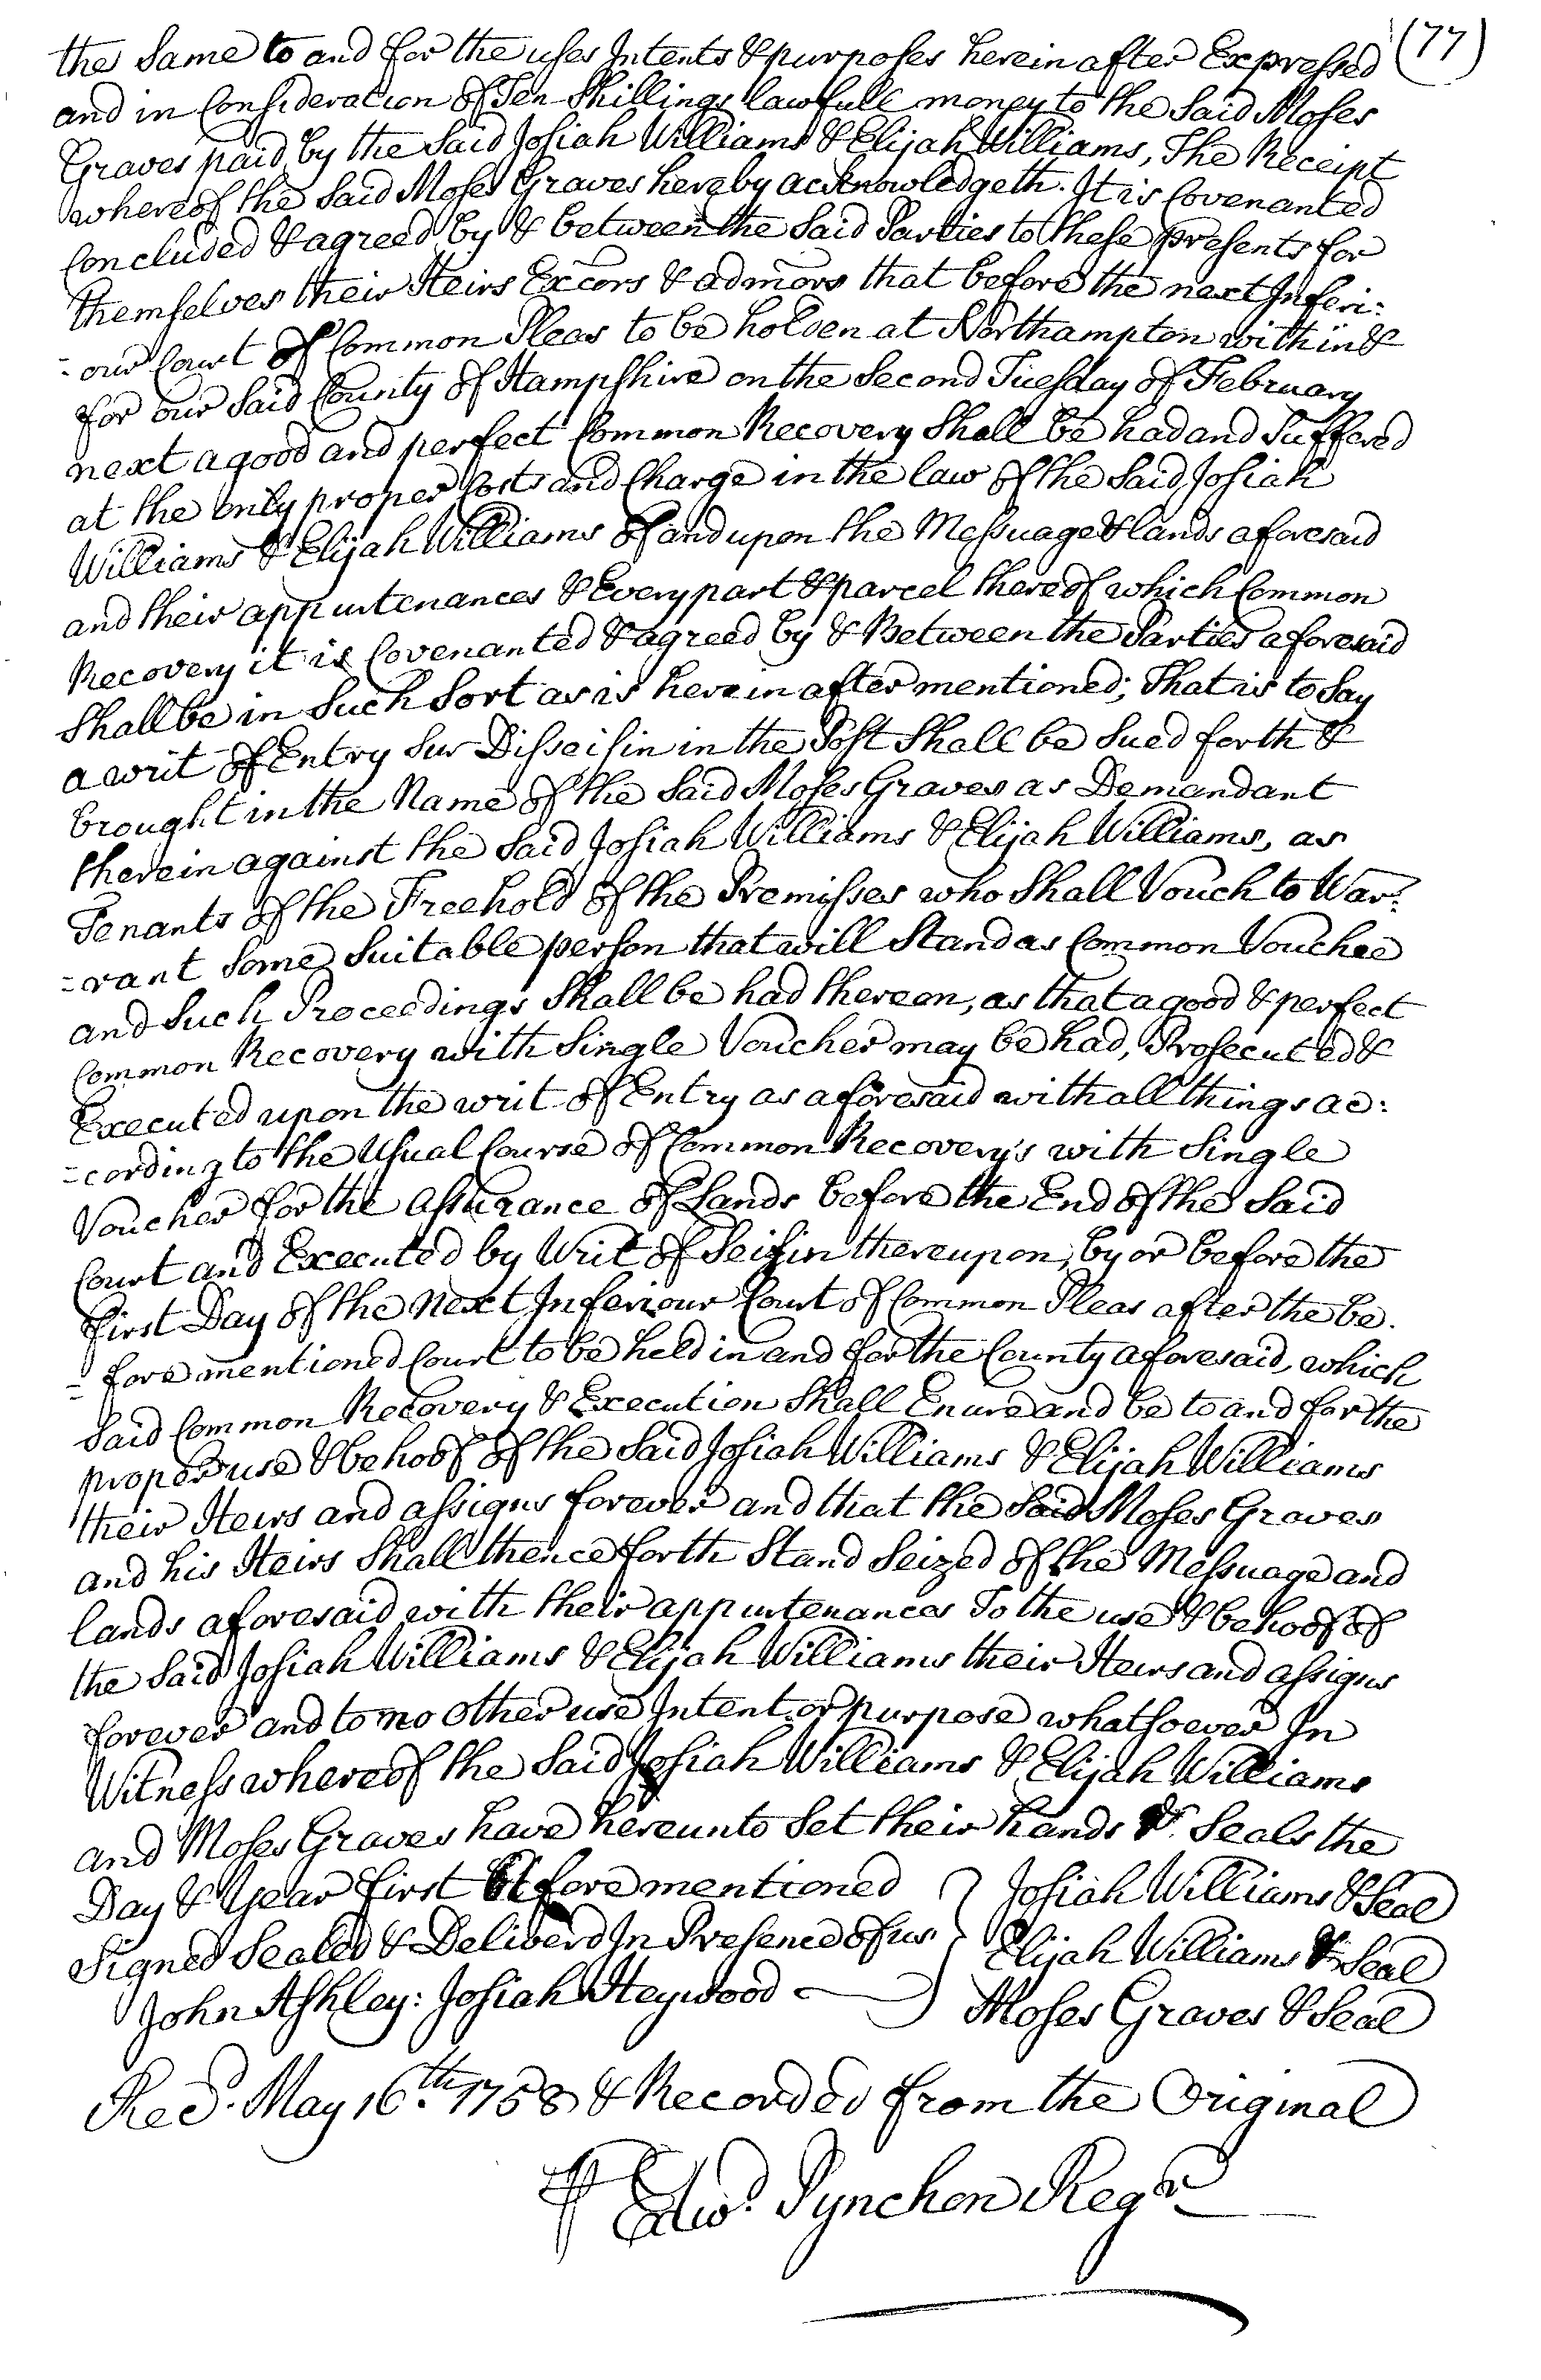 (77)
the Same to and for the uses Intents & purposes herein after Expressed
and in Consideration of Ten Shillings lawfull money to the Said Moses
Graves paid by the Said Josiah Williams & Elijah Williams, The Receipt
whereof the Said Moses Graves hereby acknowledgeth. It is Covenanted
Concluded & agreed by & between the Said Parties to these presents for
themselves their Heirs Excors & admors that before the next Inferi:
=our Court of Common Pleas to be holden at Northampton within &
for our Said County of Hampshire on the Second Tuesday of February
next a good and perfect Common Recovery Shall be had and Suffered
at the only proper Costs and Charge in the law of the Said Josiah
Williams & Elijah Williams of and upon the Messuage & lands aforesaid
and their appurtenances & Every part & parcel thereof which Common
Recovery it is Covenanted & agreed by & Between the Parties aforesaid
Shall be in Such Sort as is herein after mentioned; That is to Say
a writ of Entry Sur Disseisin in the Post Shall be Sued forth &
brought in the Name of the Said Moses Graves as Demandant
therein against the Said Josiah Williams & Elijah Williams, as
Tenants of the Freehold of the Premisses who Shall Vouch to War:
=rant Some Suitable person that will Stand as Common Vouchee
and Such Proceedings Shall be had thereon, as that a good & perfect
Common Recovery with Single Voucher may be had, Prosecuted &
Executed upon the writ of Entry as aforesaid with all things ac:
=cording to the Usual Course of Common Recovery's with Single
Voucher for the assurance of Lands before the End of the Said
Court and Executed by Writ of Seizin thereupon, by or before the
first Day of the Next Inferiour Court of Common Pleas after the be.
=fore mentioned Court to be held in and for the County aforesaid, which
Said Common Recovery & Execution Shall Enure and be to and for the
proper use & behoof of the Said Josiah Williams & Elijah Williams
their Heirs and assigns forever and that the Said Moses Graves
and his Heirs Shall thence forth Stand Seized of the Messuage and
lands aforesaid with their appurtenances To the use & behoof of
the Said Josiah Williams & Elijah Williams their Heirs and assigns
forever and to no other use Intent or purpose whatsoever In
Witness whereof the Said Josiah Williams & Elijah Williams
and Moses Graves have hereunto Set their hands & Seals the
Day & Year first before mentioned } Josiah Williams & Seal
Signed Sealed & Deliverd In Presence of us } Elijah Williams & Seal
John Ashley: Josiah Heywood } Moses Graves & Seal
Recd. May 16.th 1758 & Recorded from the Original
P Edwd. Pynchon Regr